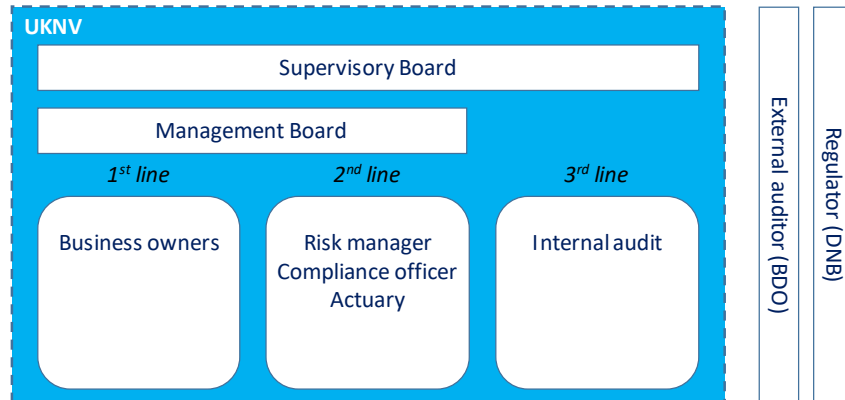 UKNV
Supervisory Board
Management Board
1st line
2nd line
3rd line
Business owners
Risk manager
Compliance officer
Actuary
Internal audit
External auditor (BDO)
Regulator (DNB)